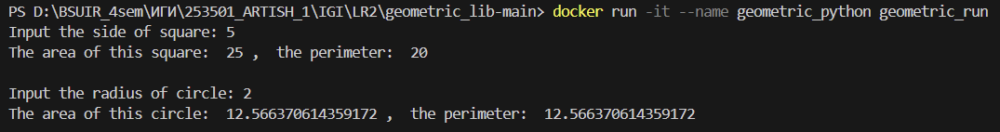 PS D:\BSUIR_4sem\ИГИ\253501_ARTISH_1\IGI\LR2\geometric_lib-main> docker run -it --name geometric_python geometric_run
Input the side of square: 5
The area of this square:  25 ,  the perimeter:  20
Input the radius of circle: 2
The area of this circle:  12.566370614359172 ,  the perimeter:  12.566370614359172